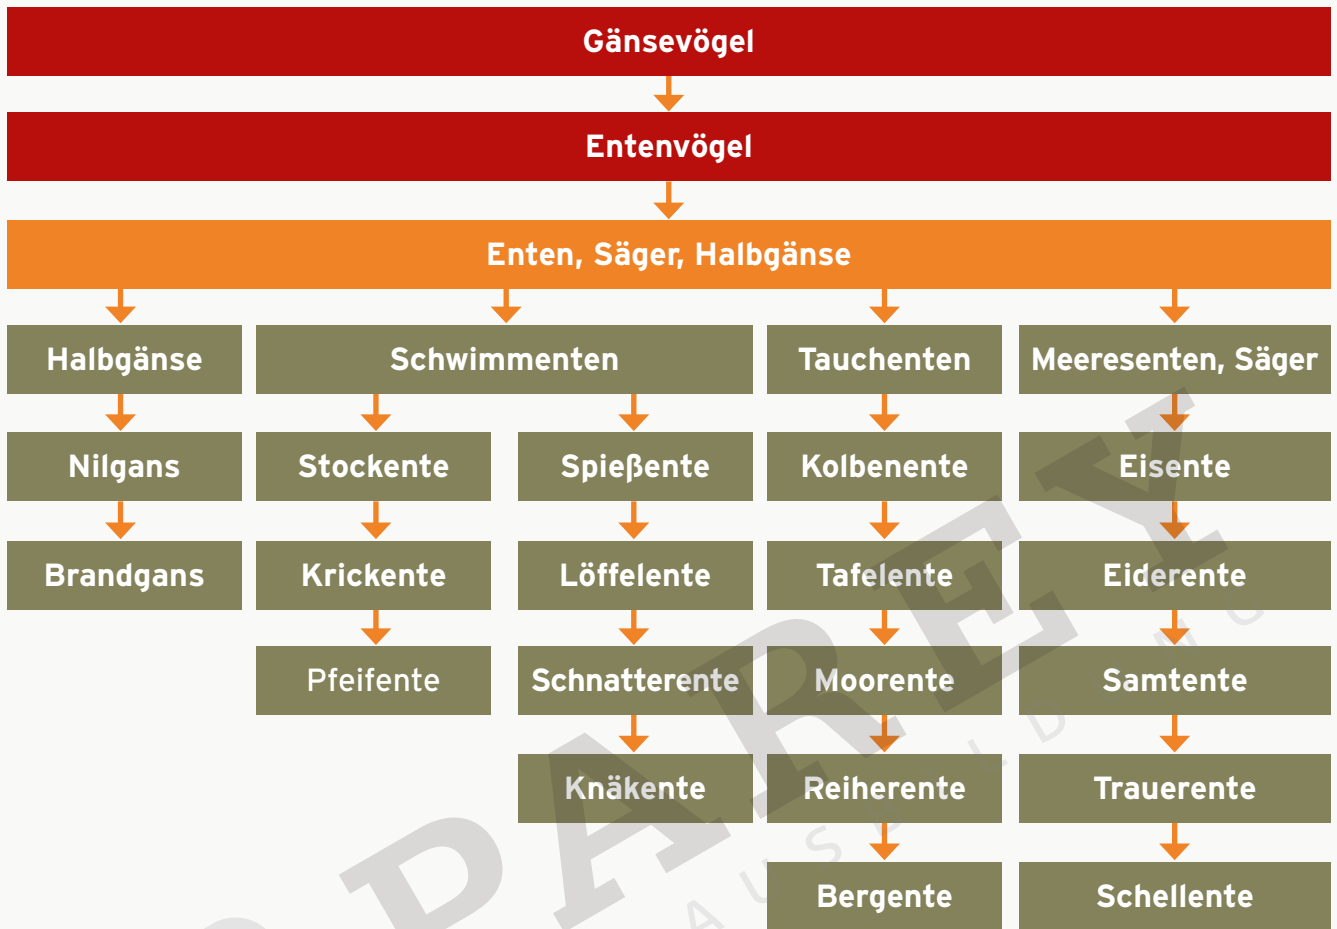 Gänsevögel
Entenvögel
Enten, Säger, Halbgänse
Halbgänse
Schwimmenten
Tauchenten
Meeresenten, Säger
Nilgans
Stockente
Spießente
Kolbenente
Eisente
Brandgans
Krickente
Löffelente
Tafelente
Eiderente
Pfeifente
Schnatterente
Moorente
Samtente
Knäkente
Reiherente
Trauerente
Bergente
Schellente
PAREY